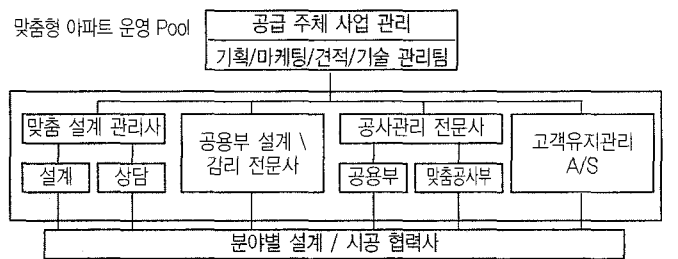 맞춤형 아파트 운영 Pool
공급 주체 사업 관리
기획/마케팅/견적/기술 관리팀
맞춤 설계 관리사
설계
상담
공용부 설계 \
감리 전문사
공사관리 전문사
공용부
맞춤공사부
고객유지관리
A/S
분야별 설계 / 시공 협력사